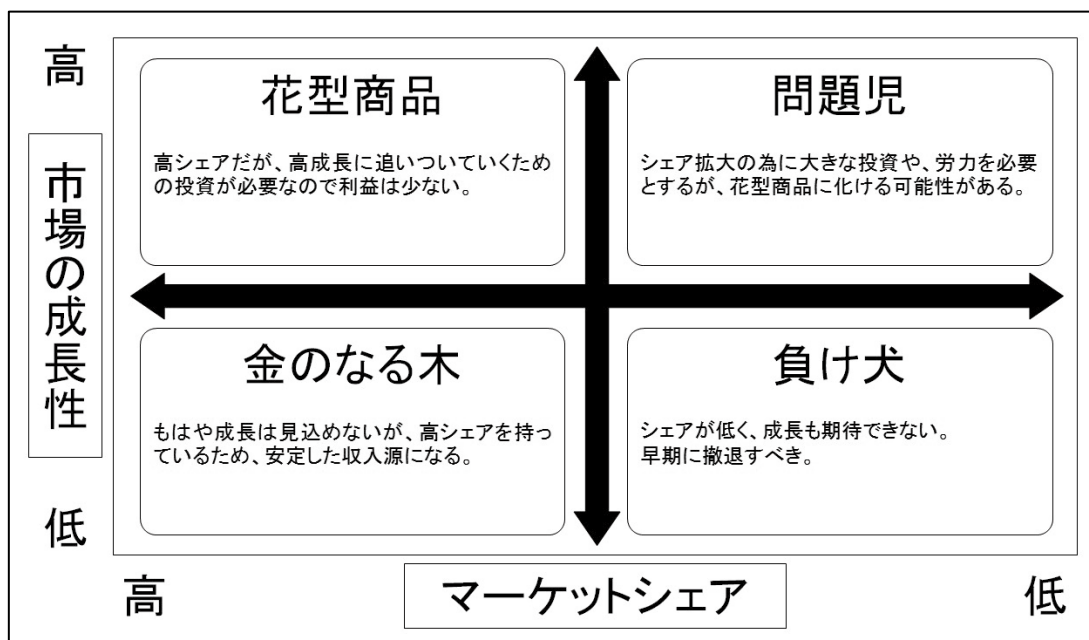 高
市場の成長性
低
花型商品
高シェアだが、高成長に追いついていくため
の投資が必要なので利益は少ない。
問題児
シェア拡大の為に大きな投資や、労力を必要
とするが、花型商品に化ける可能性がある。
金のなる木
もはや成長は見込めないが、高シェアを持っ
ているため、安定した収入源になる。
負け犬
シェアが低く、成長も期待できない。
早期に撤退すべき。
高
マーケットシェア
低